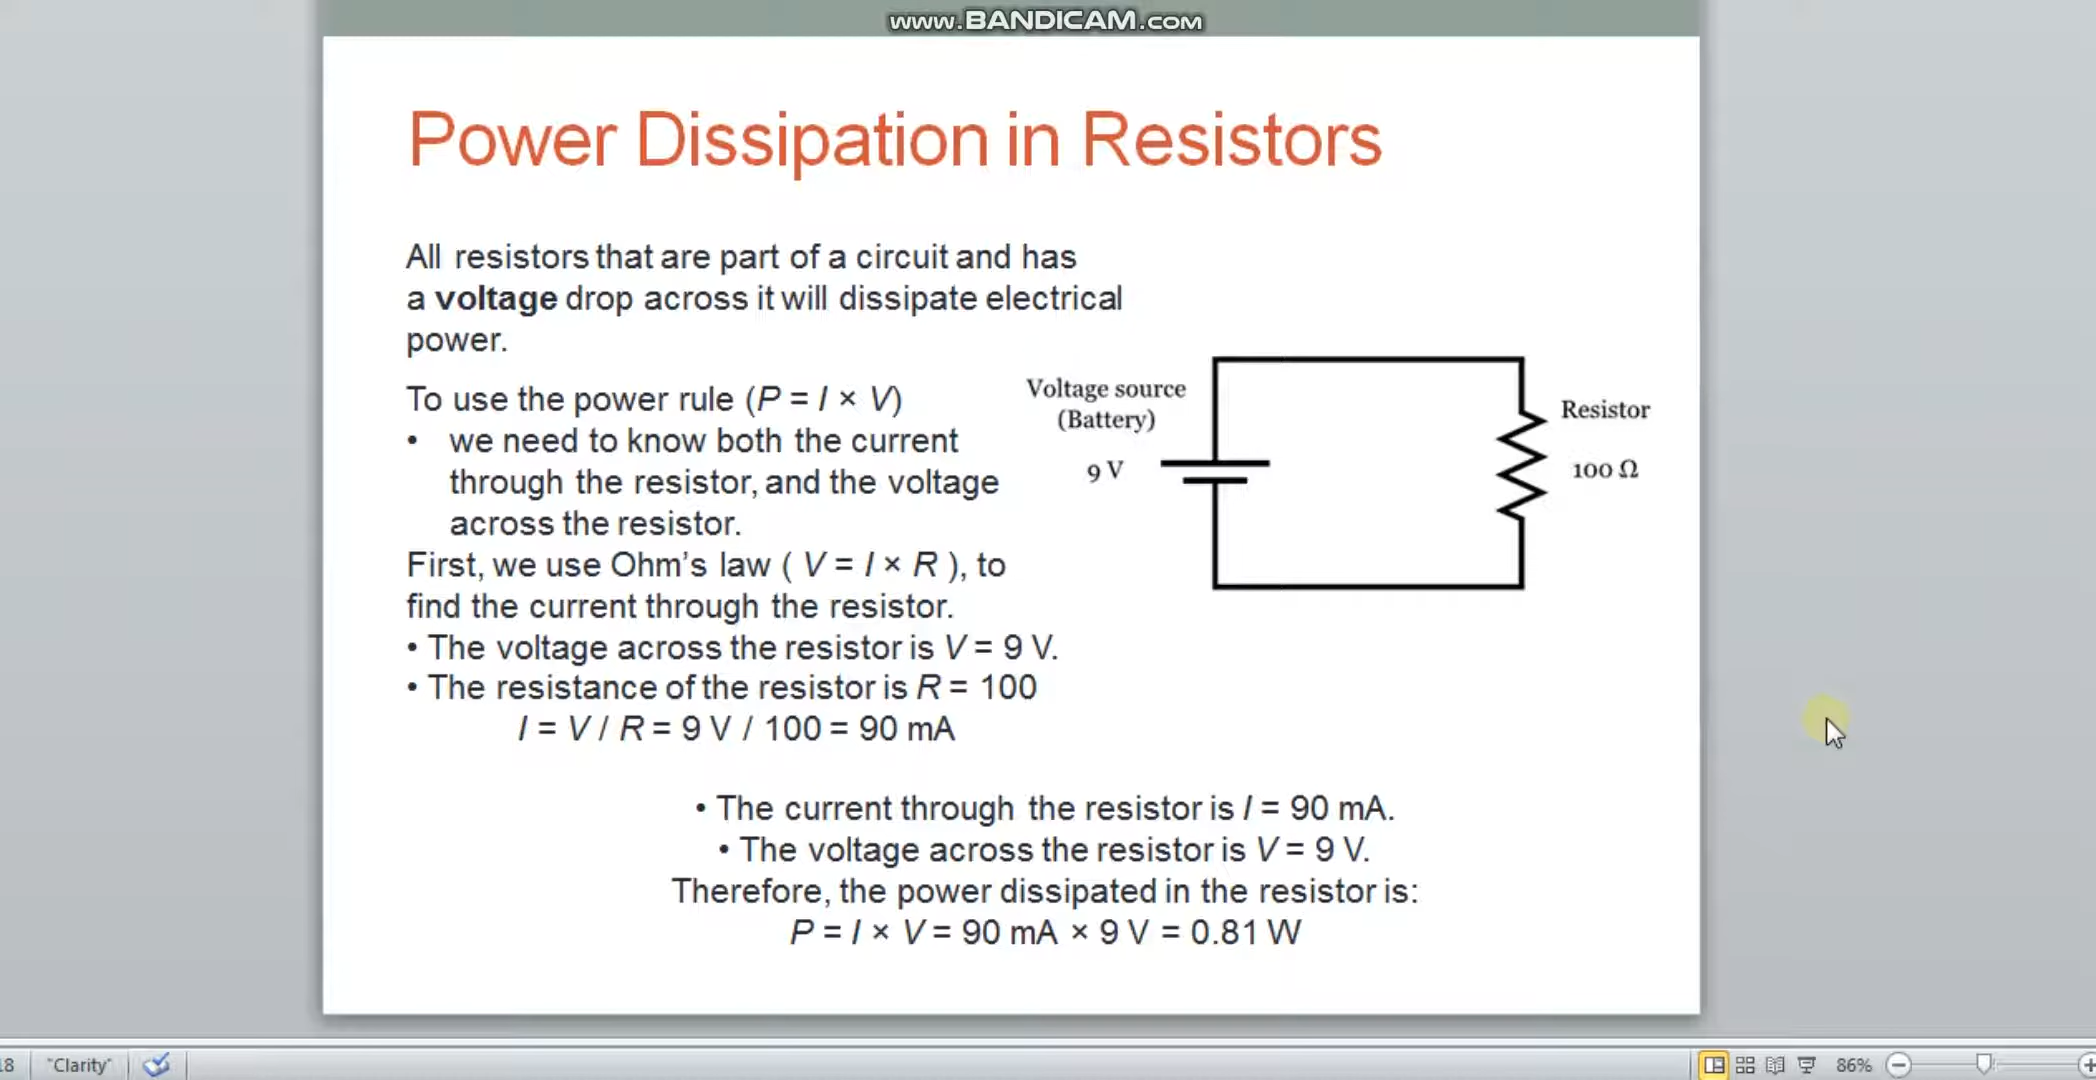 www.BANDICAM.com
Power Dissipation in Resistors
All resistors that are part of a circuit and has
a voltage drop across it will dissipate electrical
power.
To use the power rule (P = I × V)
• we need to know both the current
through the resistor, and the voltage
across the resistor.
First, we use Ohm's law ( V = I × R ), to
find the current through the resistor.
• The voltage across the resistor is V = 9 V.
• The resistance of the resistor is R = 100
I = V / R = 9 V / 100 = 90 mA
Voltage source
(Battery)
9 V
Resistor
100 Ω
• The current through the resistor is I = 90 mA.
• The voltage across the resistor is V = 9 V.
Therefore, the power dissipated in the resistor is:
P = I × V = 90 mA × 9 V = 0.81 W
18 "Clarity" 86%